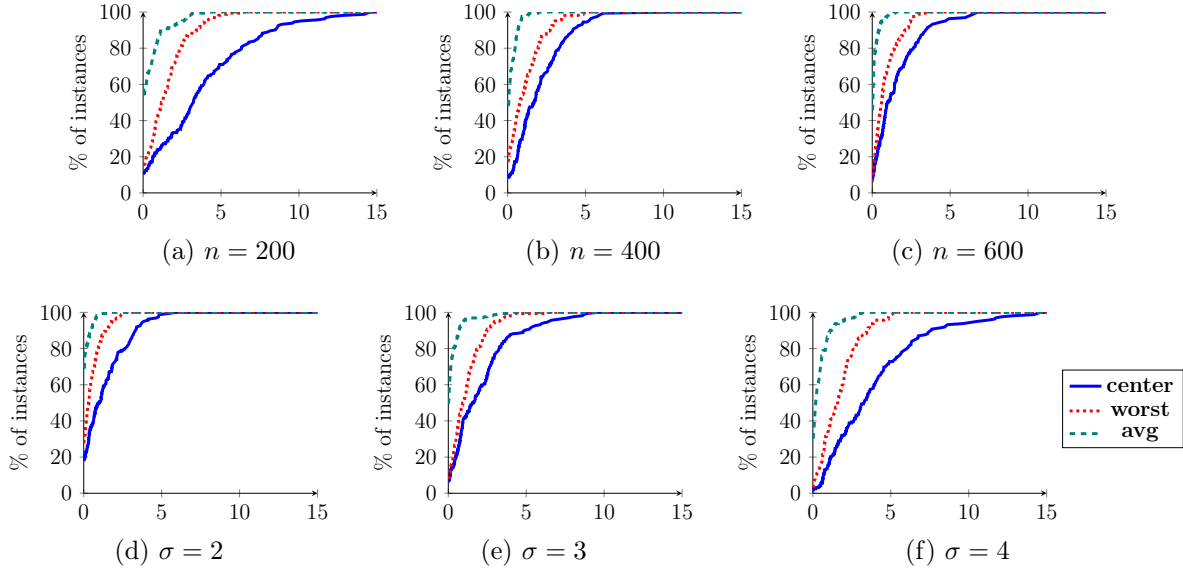 % of instances
100
80
60
40
20
0
0 5 10 15
(a) n = 200
% of instances
100
80
60
40
20
0
0 5 10 15
(b) n = 400
% of instances
100
80
60
40
20
0
0 5 10 15
(c) n = 600
% of instances
100
80
60
40
20
0
0 5 10 15
(d) σ = 2
% of instances
100
80
60
40
20
0
0 5 10 15
(e) σ = 3
% of instances
100
80
60
40
20
0
0 5 10 15
(f) σ = 4
center
worst
avg